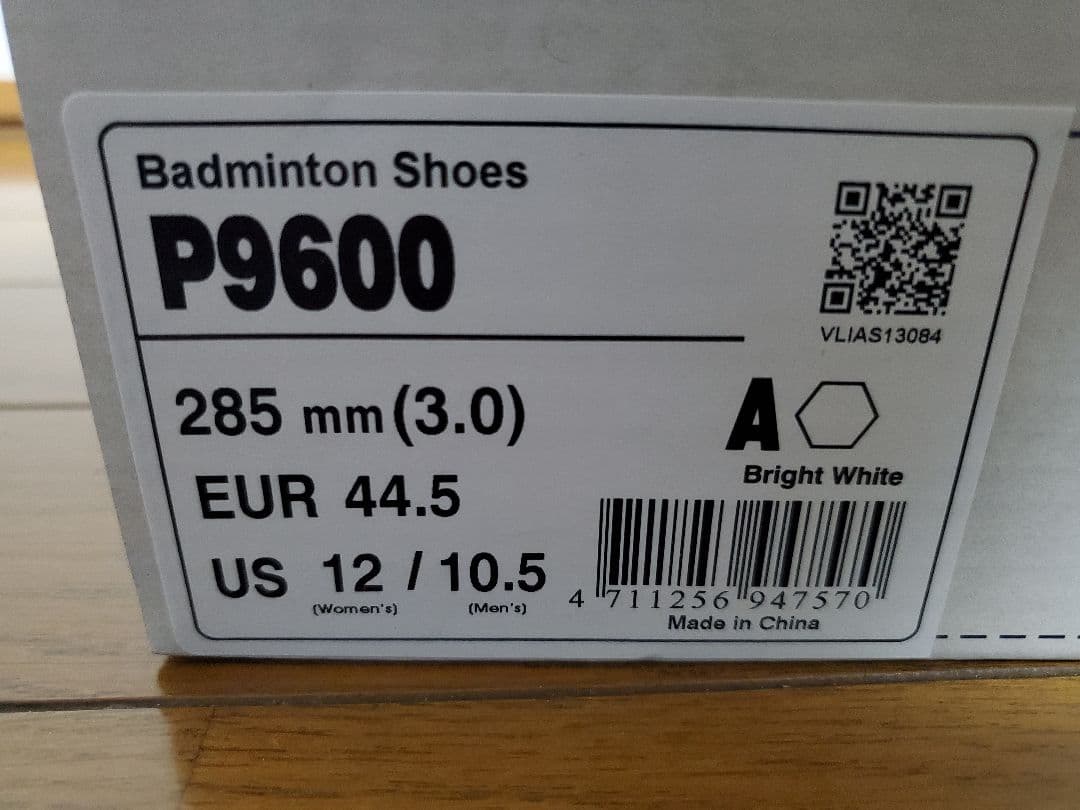 Badminton Shoes
P9600
VLIAS13084
285 mm (3.0)
A
Bright White
EUR 44.5
US 12 / 10.5
(Women's) (Men's)
4 711256 947570
Made in China